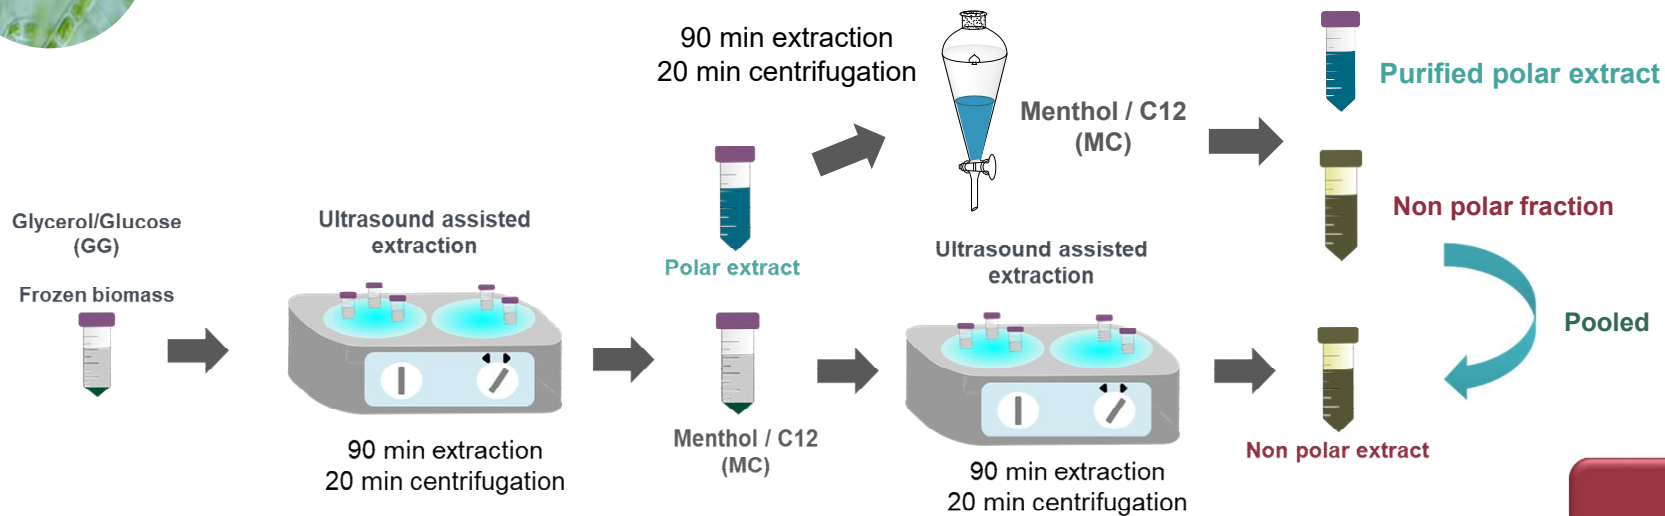 Glycerol/Glucose
(GG)
Frozen biomass
Ultrasound assisted
extraction
90 min extraction
20 min centrifugation
90 min extraction
20 min centrifugation
Polar extract
Menthol / C12
(MC)
Menthol / C12
(MC)
Ultrasound assisted
extraction
90 min extraction
20 min centrifugation
Purified polar extract
Non polar fraction
Pooled
Non polar extract